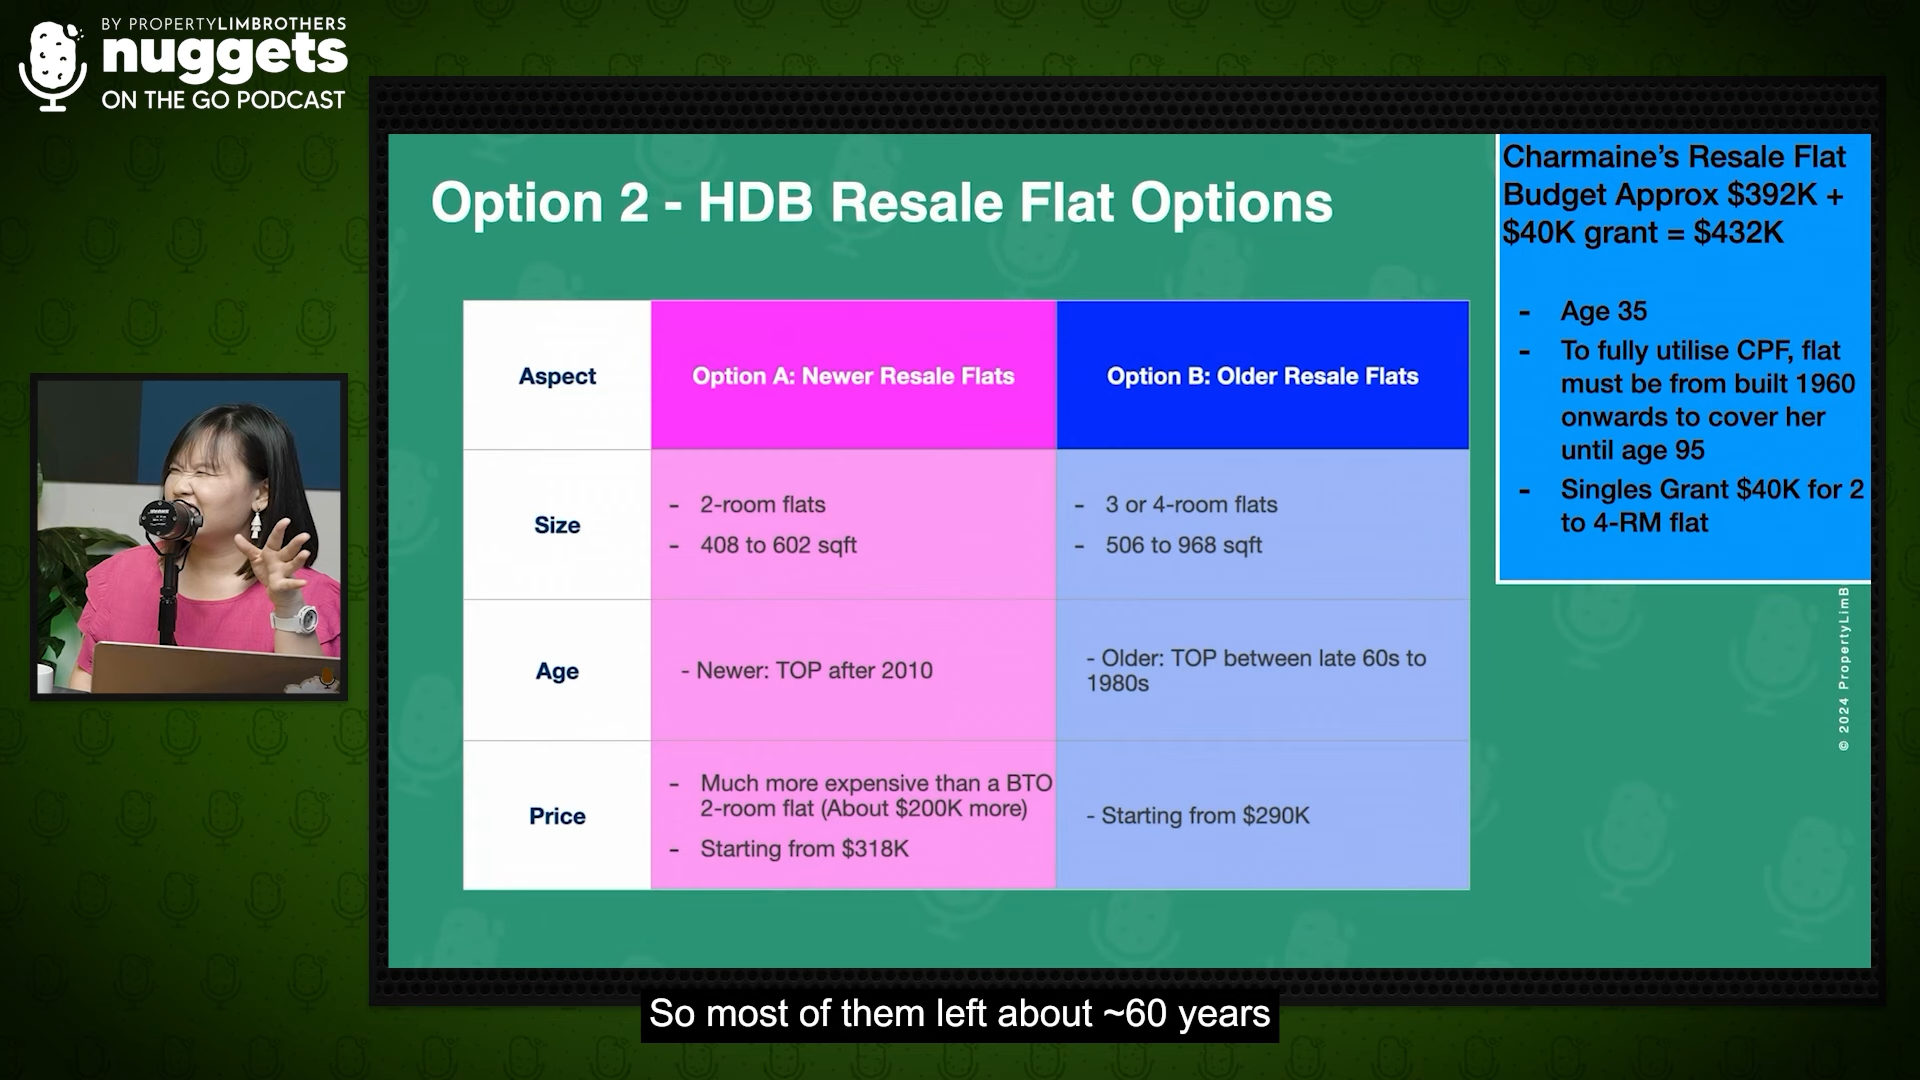 BY PROPERTYLIMBROTHERS
nuggets
ON THE GO PODCAST
Option 2 - HDB Resale Flat Options
Charmaine's Resale Flat
Budget Approx $392K +
$40K grant = $432K
- Age 35
- To fully utilise CPF, flat
must be from built 1960
onwards to cover her
until age 95
- Singles Grant $40K for 2
to 4-RM flat
Aspect
Option A: Newer Resale Flats
Option B: Older Resale Flats
Size
- 2-room flats
- 408 to 602 sqft
- 3 or 4-room flats
- 506 to 968 sqft
Age
- Newer: TOP after 2010
- Older: TOP between late 60s to
1980s
Price
- Much more expensive than a BTO
2-room flat (About $200K more)
- Starting from $318K
- Starting from $290K
© 2024 PropertyLimB
So most of them left about ~60 years